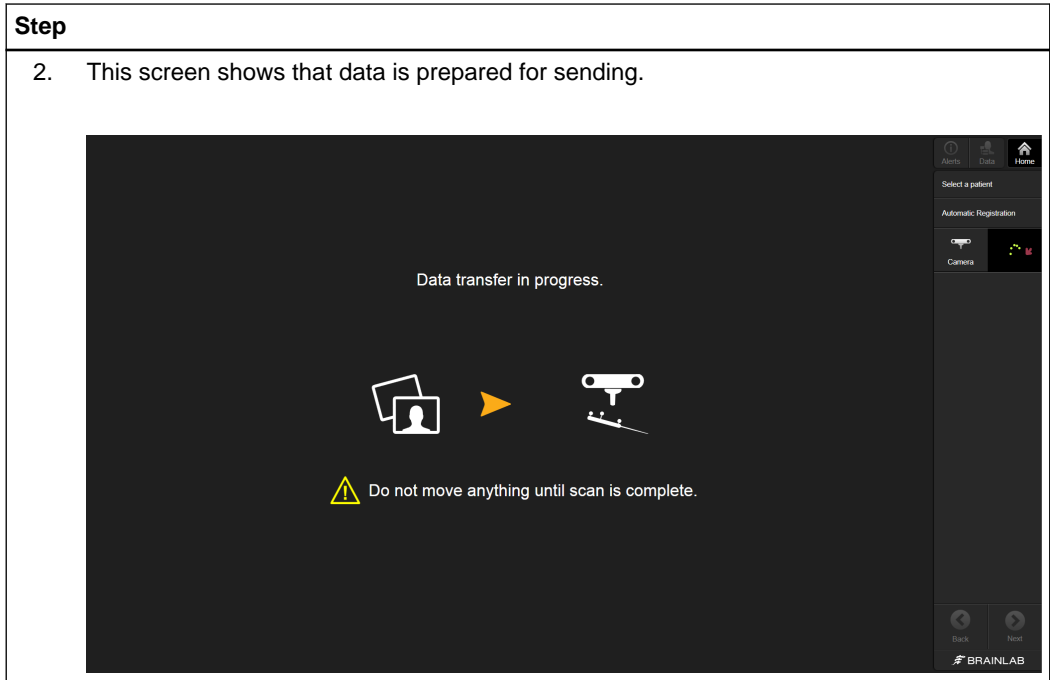 Step
2. This screen shows that data is prepared for sending.
Alerts Data Home
Select a patient
Automatic Registration
Camera
Data transfer in progress.
Do not move anything until scan is complete.
Back Next
BRAINLAB